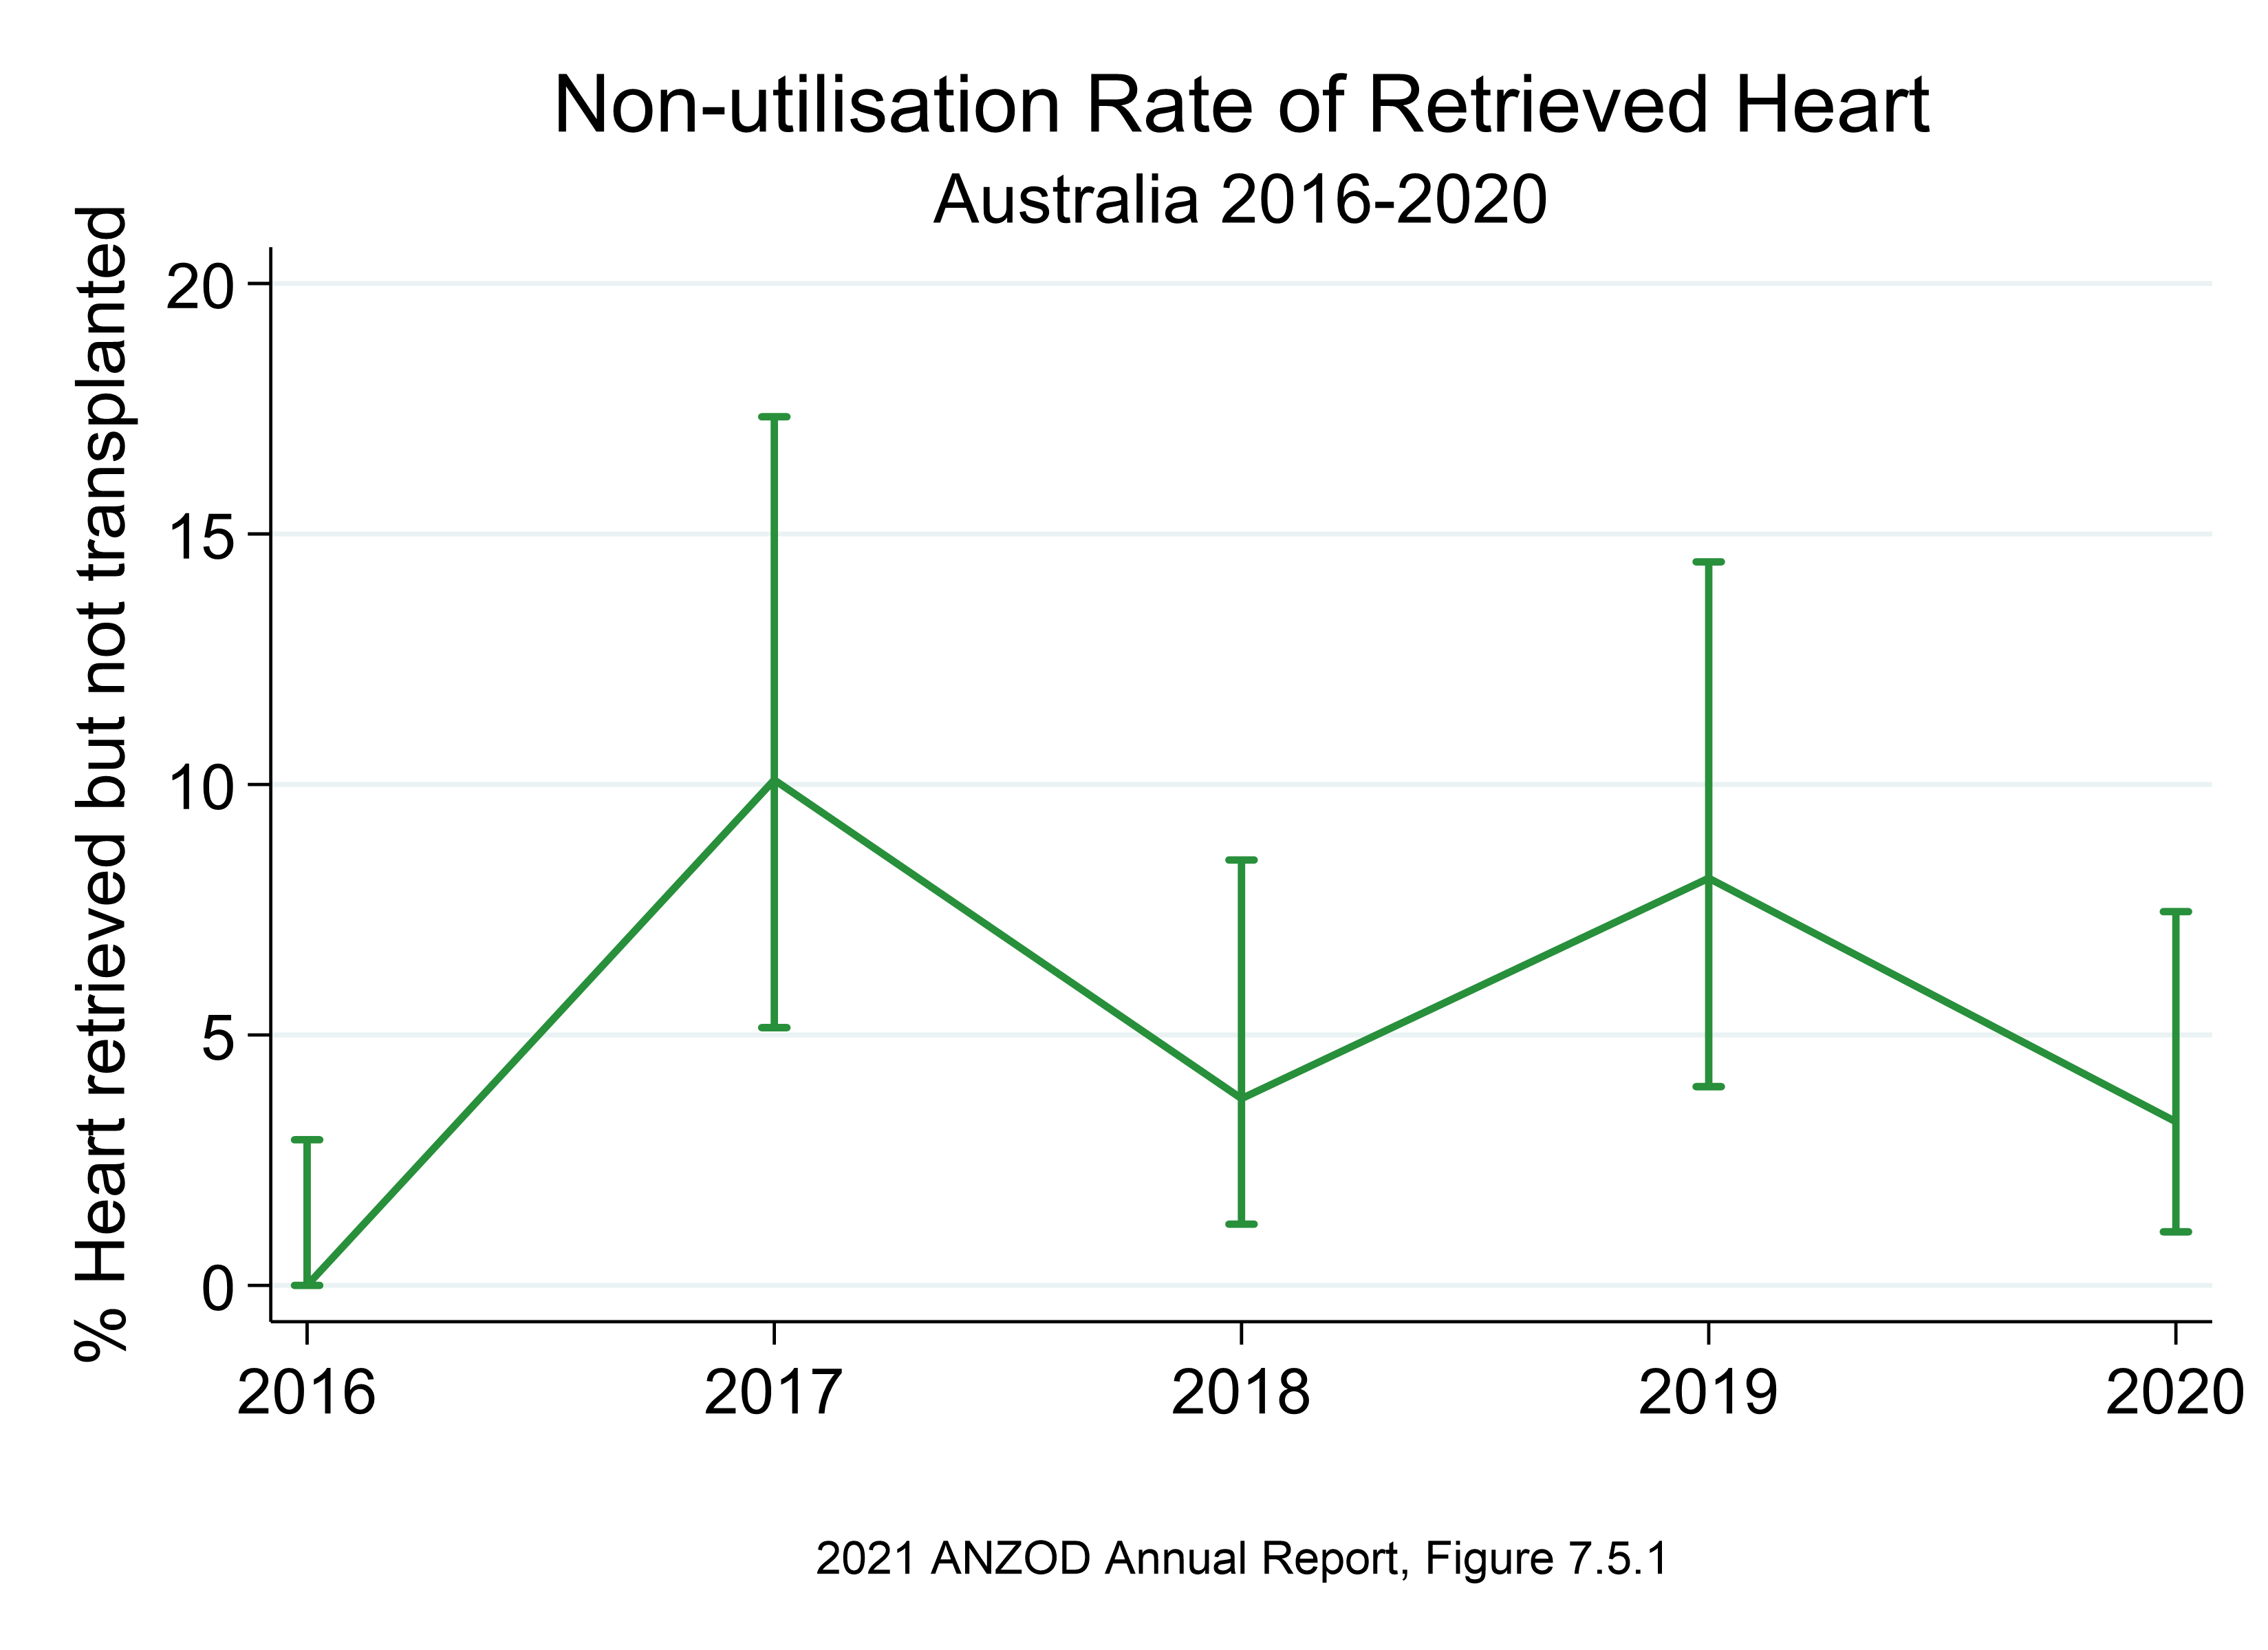 Non-utilisation Rate of Retrieved Heart
Australia 2016-2020
% Heart retrieved but not transplanted
20
15
10
5
0
2016 2017 2018 2019 2020
2021 ANZOD Annual Report, Figure 7.5.1